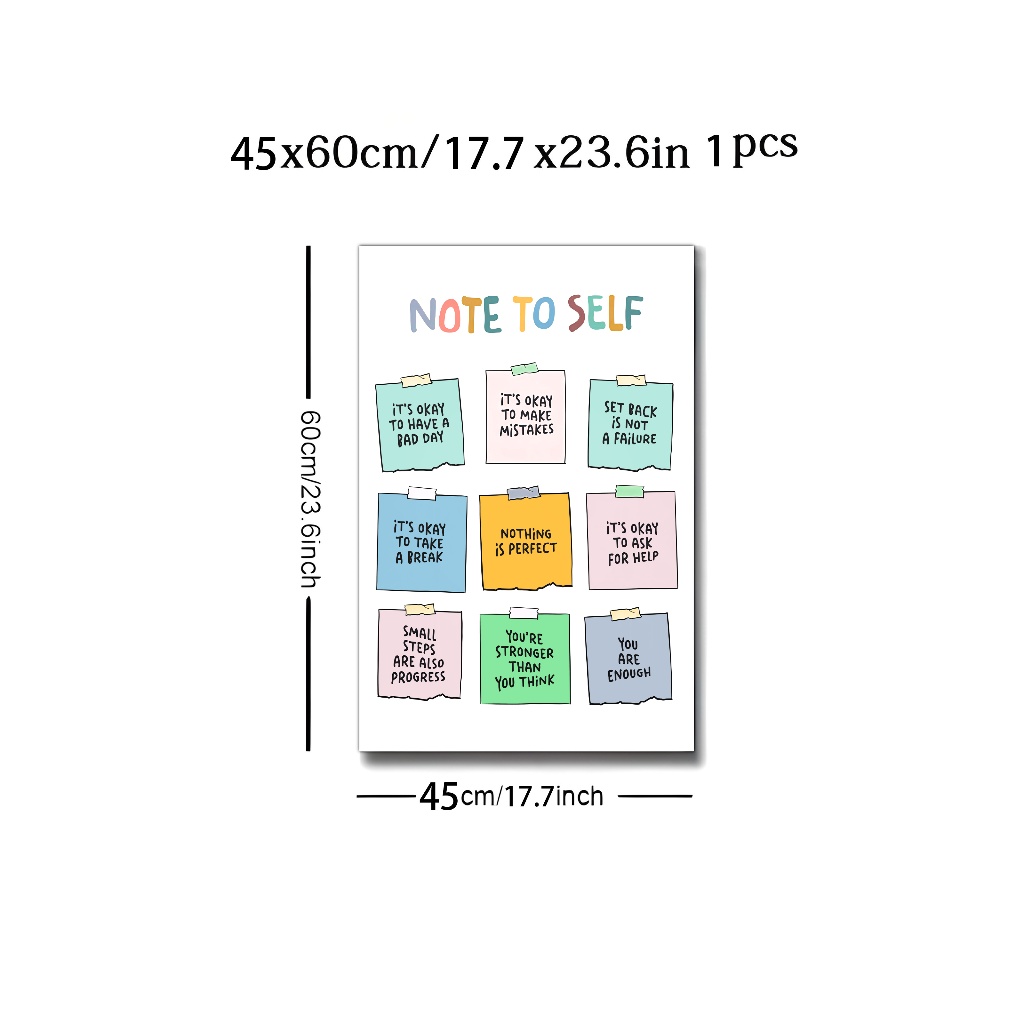 45x60cm/17.7 x23.6in 1pcs
NOTE TO SELF
iT'S OKAY
TO HAVE A
BAD DAY
iT'S OKAY
TO MAKE
MiSTAKES
SET BACK
iS NOT
A FAiLURE
iT'S OKAY
TO TAKE
A BREAK
NOTHiNG
iS PERFECT
iT'S OKAY
TO ASK
FOR HELP
SMALL
STEPS
ARE ALSO
PROGRESS
YOU'RE
STRONGER
THAN
YOU THiNK
YOU
ARE
ENOUGH
60cm/23.6inch
45cm/17.7inch